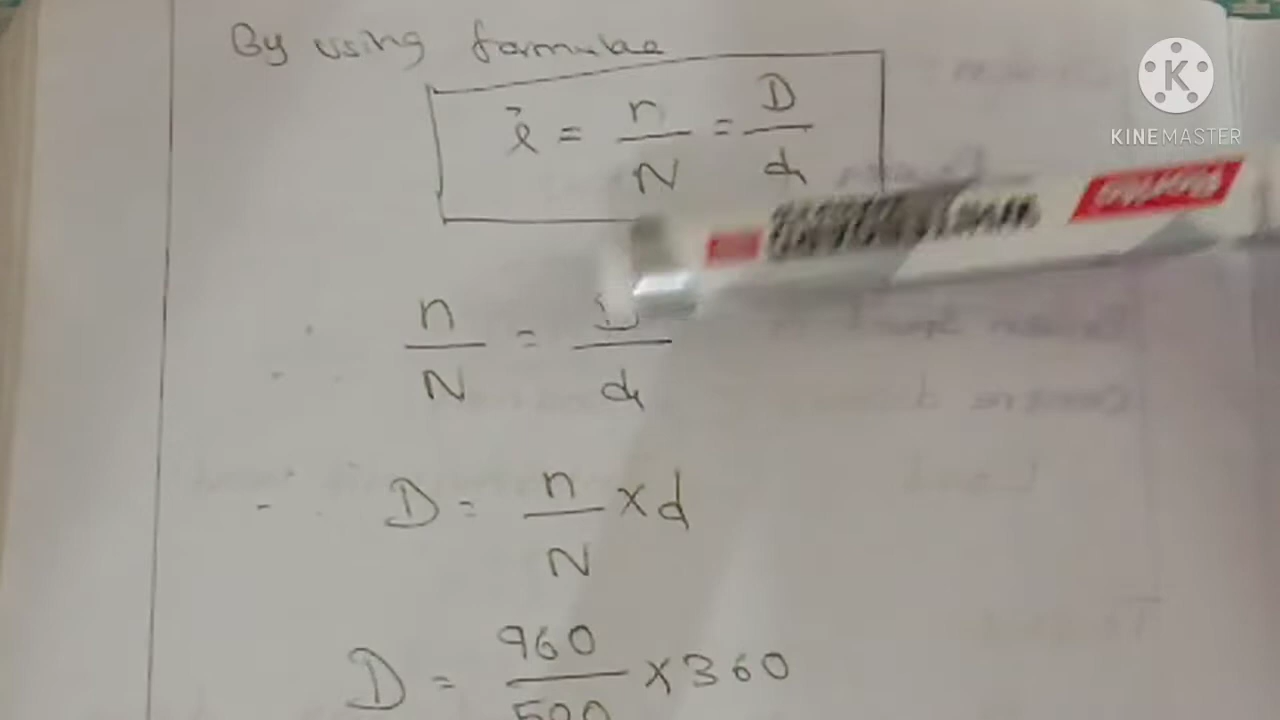 By using formulae
i = n/N = D/d
n/N = D/d
D = n/N × d
D = 960/500 × 360
KINEMASTER